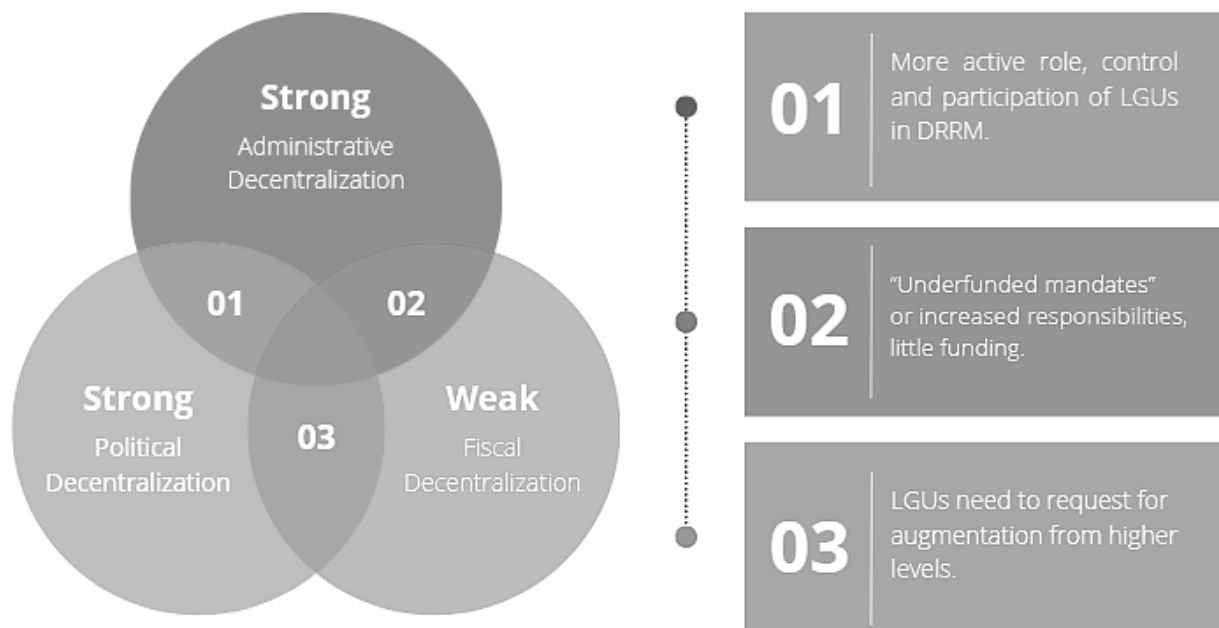 Strong
Administrative
Decentralization
01
02
Strong
Political
Decentralization
03
Weak
Fiscal
Decentralization
01
More active role, control
and participation of LGUs
in DRRM.
02
“Underfunded mandates”
or increased responsibilities,
little funding.
03
LGUs need to request for
augmentation from higher
levels.